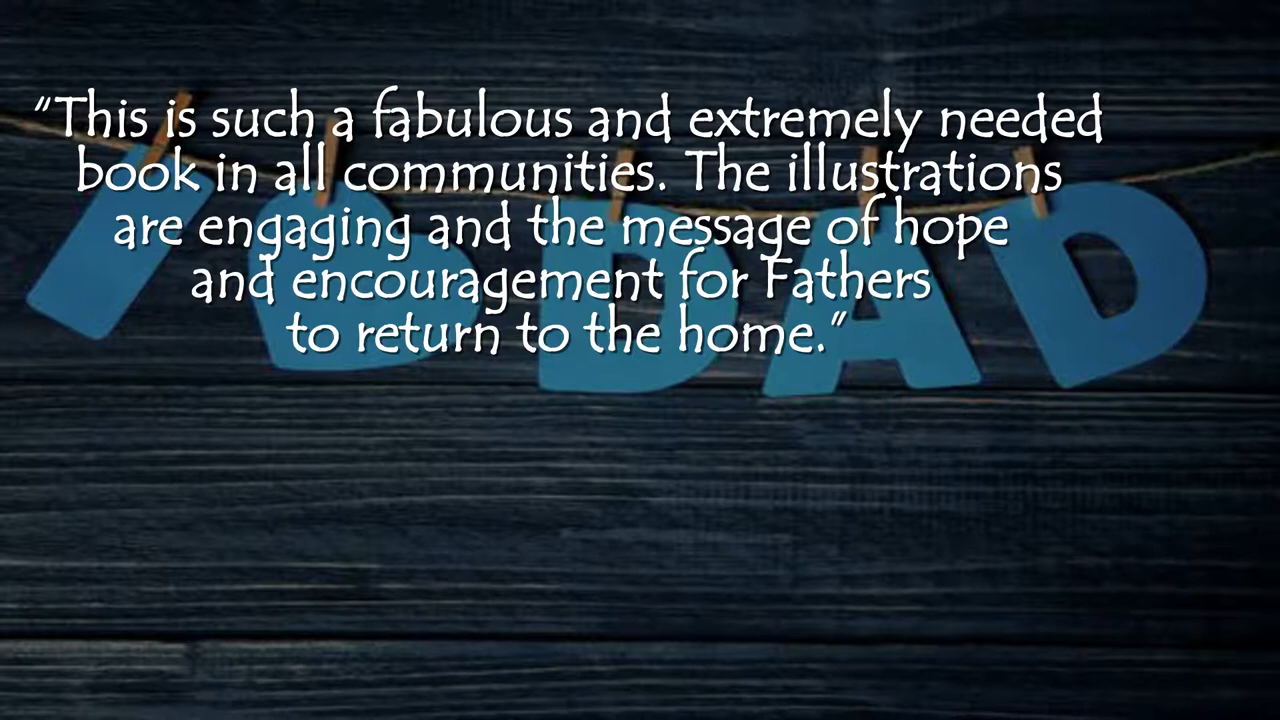 “This is such a fabulous and extremely needed
book in all communities. The illustrations
are engaging and the message of hope
and encouragement for Fathers
to return to the home.”
I DAD